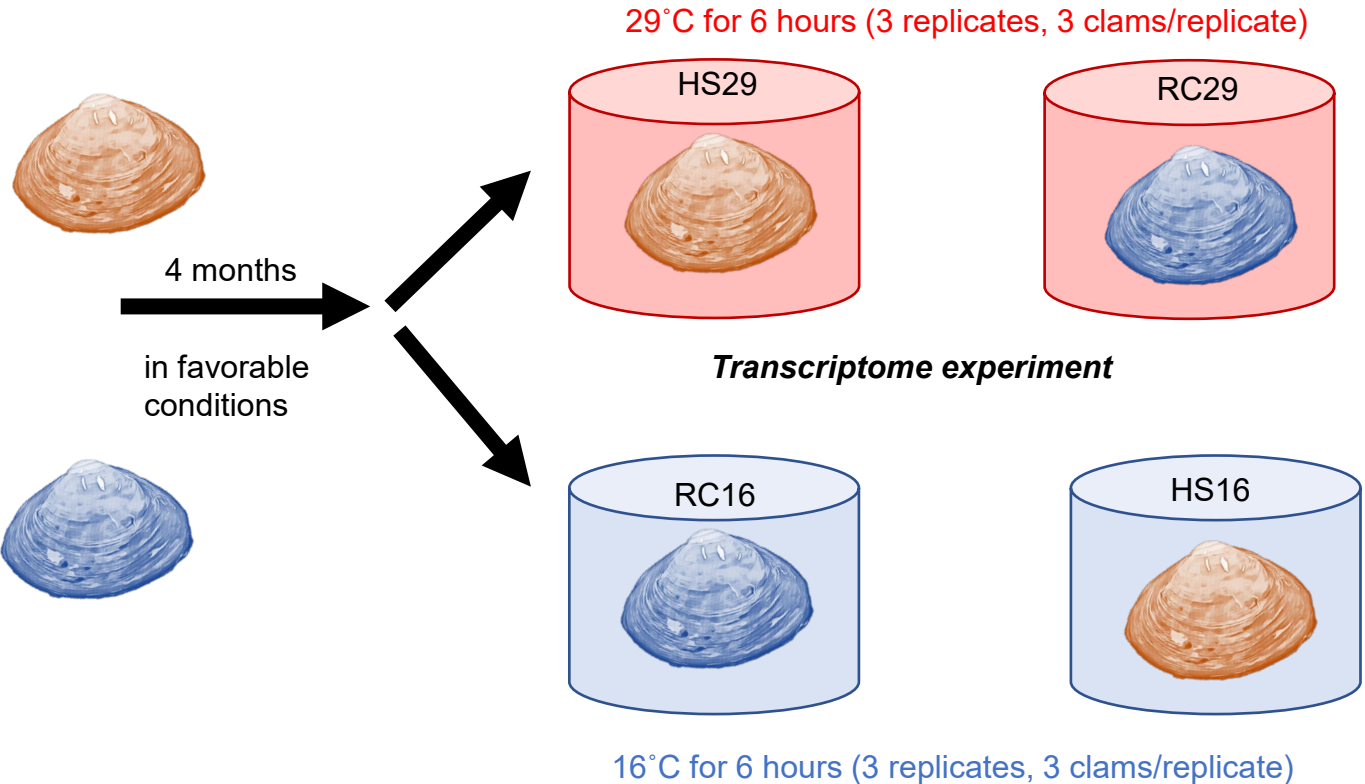 29˚C for 6 hours (3 replicates, 3 clams/replicate)
HS29
RC29
4 months
in favorable
conditions
Transcriptome experiment
RC16
HS16
16˚C for 6 hours (3 replicates, 3 clams/replicate)